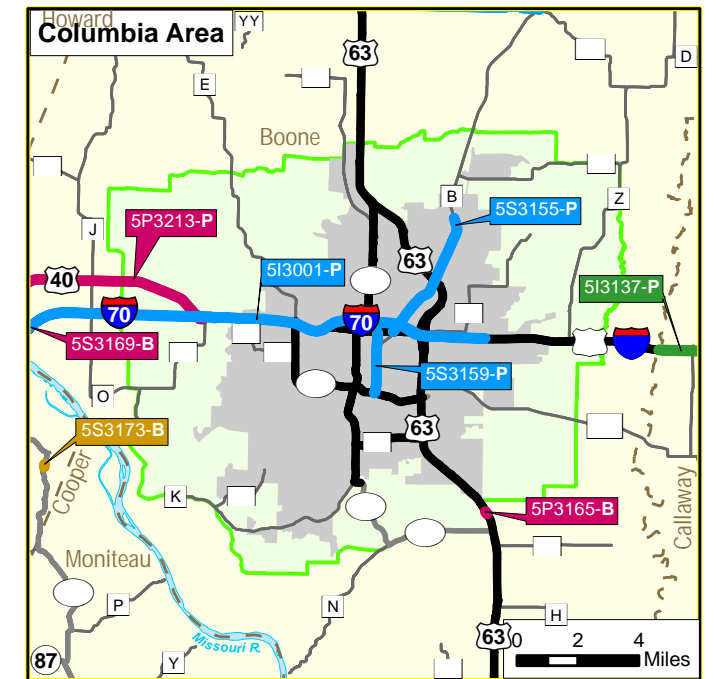 Howard
YY
Columbia Area
63
D
E
Boone
B
Z
5S3155-P
J
5P3213-P
63
40
5I3001-P
5I3137-P
70
70
5S3169-B
K
5S3159-P
O
5S3173-B
63
Cooper
K
5P3165-B
Callaway
Moniteau
P
N
H
Missouri R.
63
0 2 4
Miles
87
Y